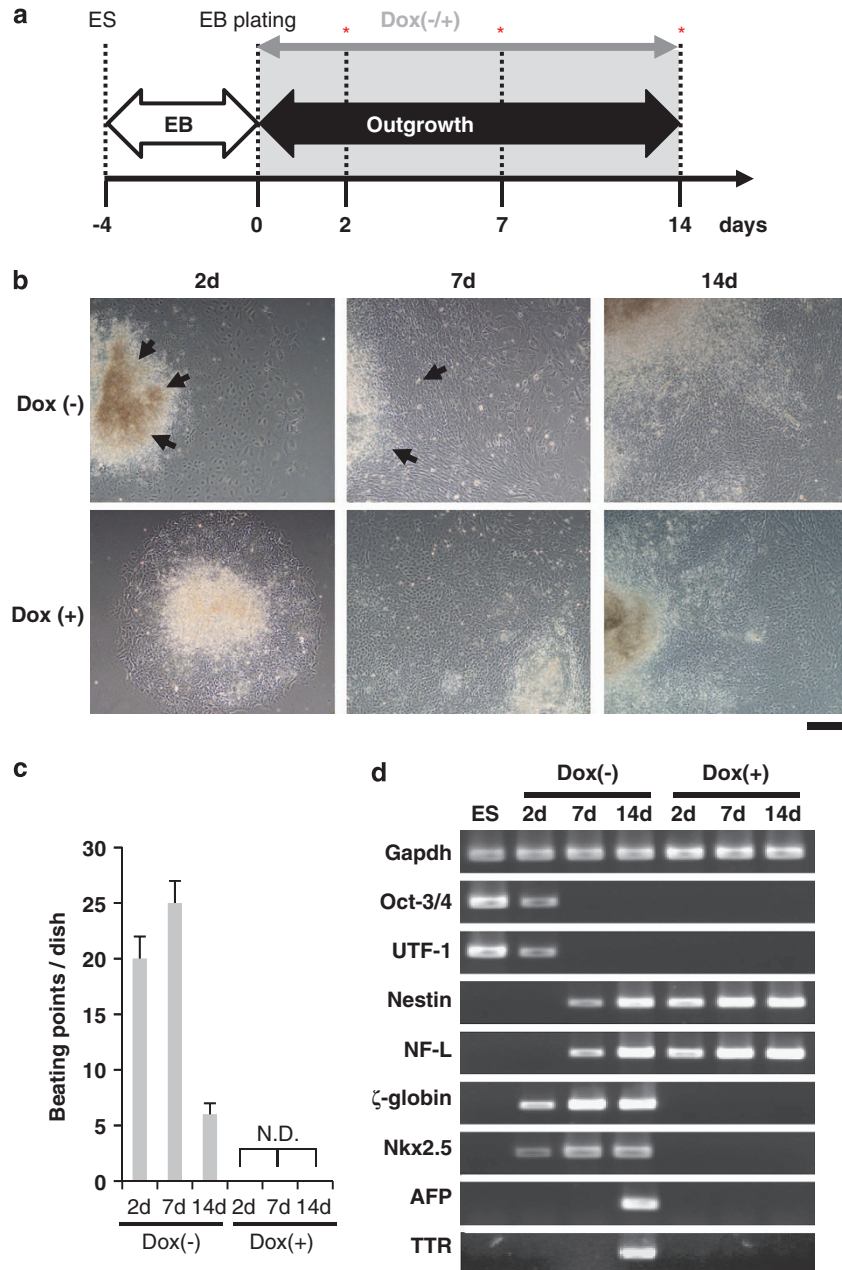 a
ES
EB plating
Dox(-/+)
* * *
EB
Outgrowth
-4 0 2 7 14 days
b
2d 7d 14d
Dox (-)
Dox (+)
c
30
25
20
15
10
5
0
Beating points / dish
N.D.
2d 7d 14d 2d 7d 14d
Dox(-) Dox(+)
d
Dox(-) Dox(+)
ES 2d 7d 14d 2d 7d 14d
Gapdh
Oct-3/4
UTF-1
Nestin
NF-L
ζ-globin
Nkx2.5
AFP
TTR